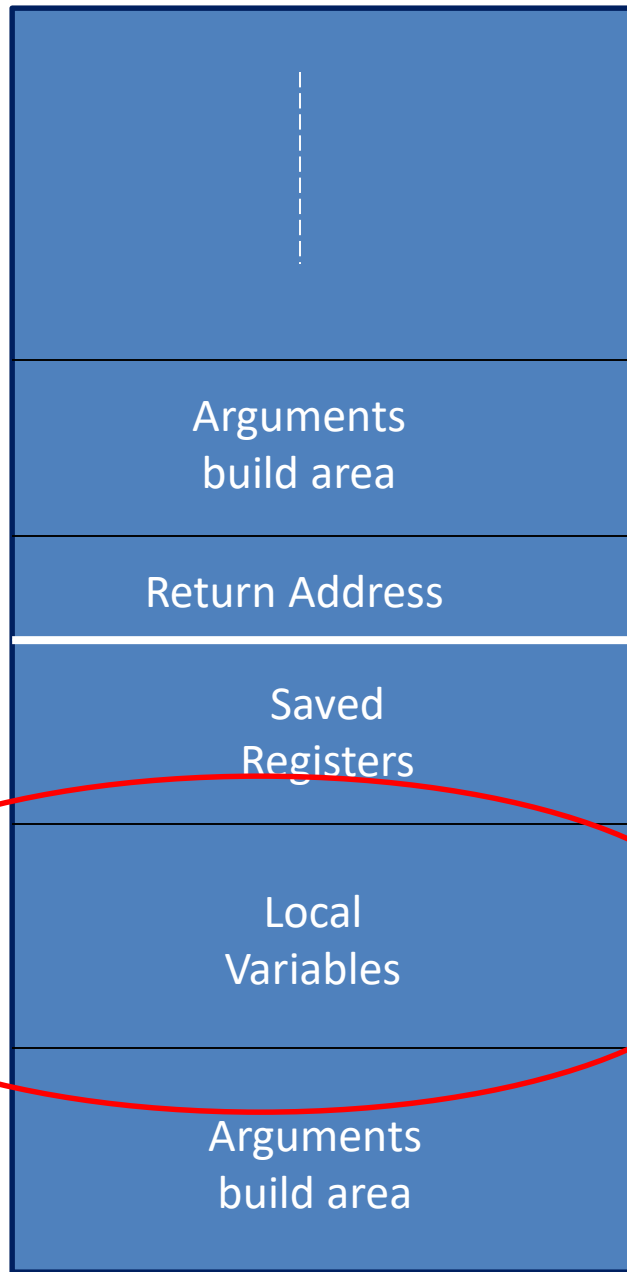 Arguments
build area
Return Address
Saved
Registers
Local
Variables
Arguments
build area